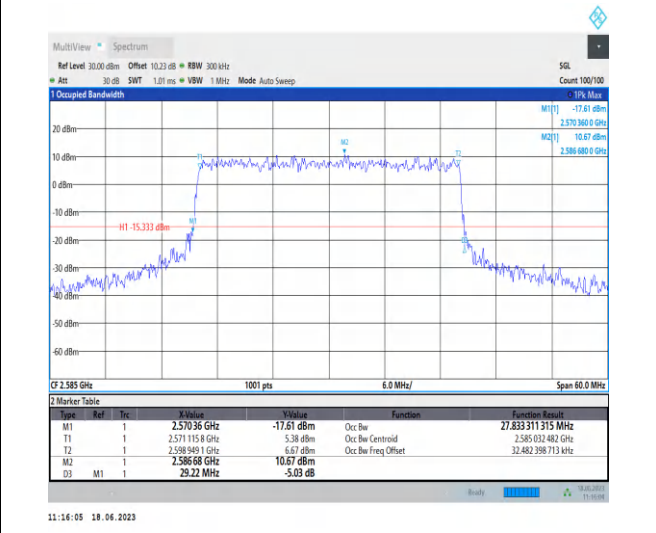 MultiView Spectrum
Ref Level 30.00 dBm Offset 10.23 dB RBW 300 kHz SGL
Att 30 dB SWT 1.01 ms VBW 1 MHz Mode Auto Sweep Count 100/100
1 Occupied Bandwidth 1Pk Max
M1[1] -17.61 dBm
2.570 360 0 GHz
M2[1] 10.67 dBm
2.586 680 0 GHz
20 dBm
M2
T1 T2
10 dBm
0 dBm
-10 dBm
M1
H1 -15.333 dBm
-20 dBm
D3
-30 dBm
-40 dBm
-50 dBm
-60 dBm
CF 2.585 GHz 1001 pts 6.0 MHz/ Span 60.0 MHz
2 Marker Table
Type Ref Trc X-Value Y-Value Function Function Result
M1 1 2.570 36 GHz -17.61 dBm Occ Bw 27.833 311 315 MHz
T1 1 2.571 115 8 GHz 5.38 dBm Occ Bw Centroid 2.585 032 482 GHz
T2 1 2.598 949 1 GHz 6.67 dBm Occ Bw Freq Offset 32.482 398 713 kHz
M2 1 2.586 68 GHz 10.67 dBm
D3 M1 1 29.22 MHz -5.03 dB
Ready 18.06.2023
11:16:04
11:16:05 18.06.2023